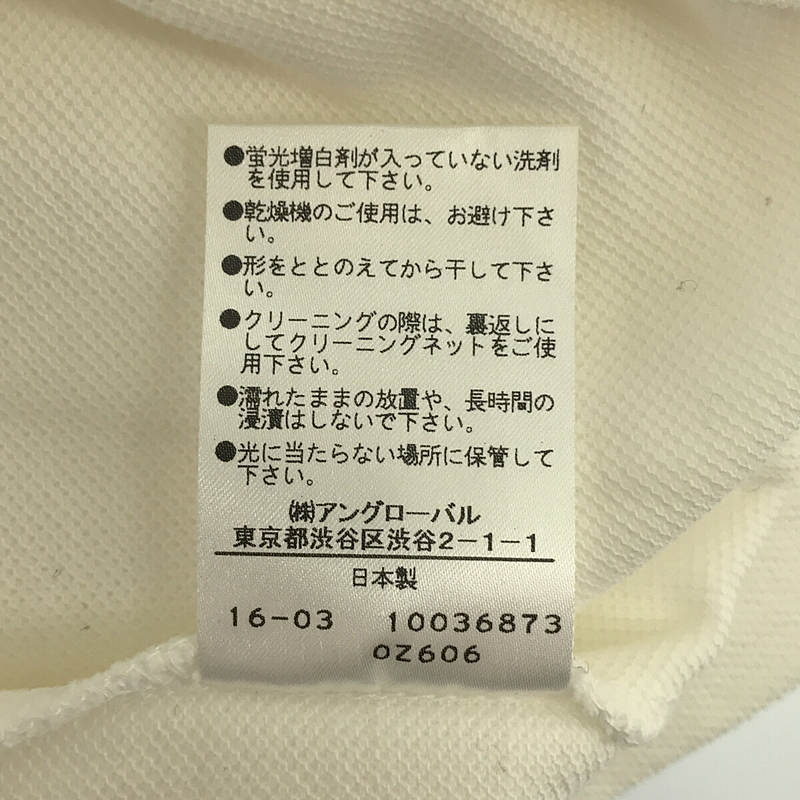 ●蛍光増白剤が入っていない洗剤
を使用して下さい。
●乾燥機のご使用は、お避け下さ
い。
●形をととのえてから干して下さ
い。
●クリーニングの際は、裏返しに
してクリーニングネットをご使
用下さい。
●濡れたままの放置や、長時間の
浸漬はしないで下さい。
●光に当たらない場所に保管して
下さい。
㈱アングローバル
東京都渋谷区渋谷2-1-1
日本製
16-03 10036873
OZ606